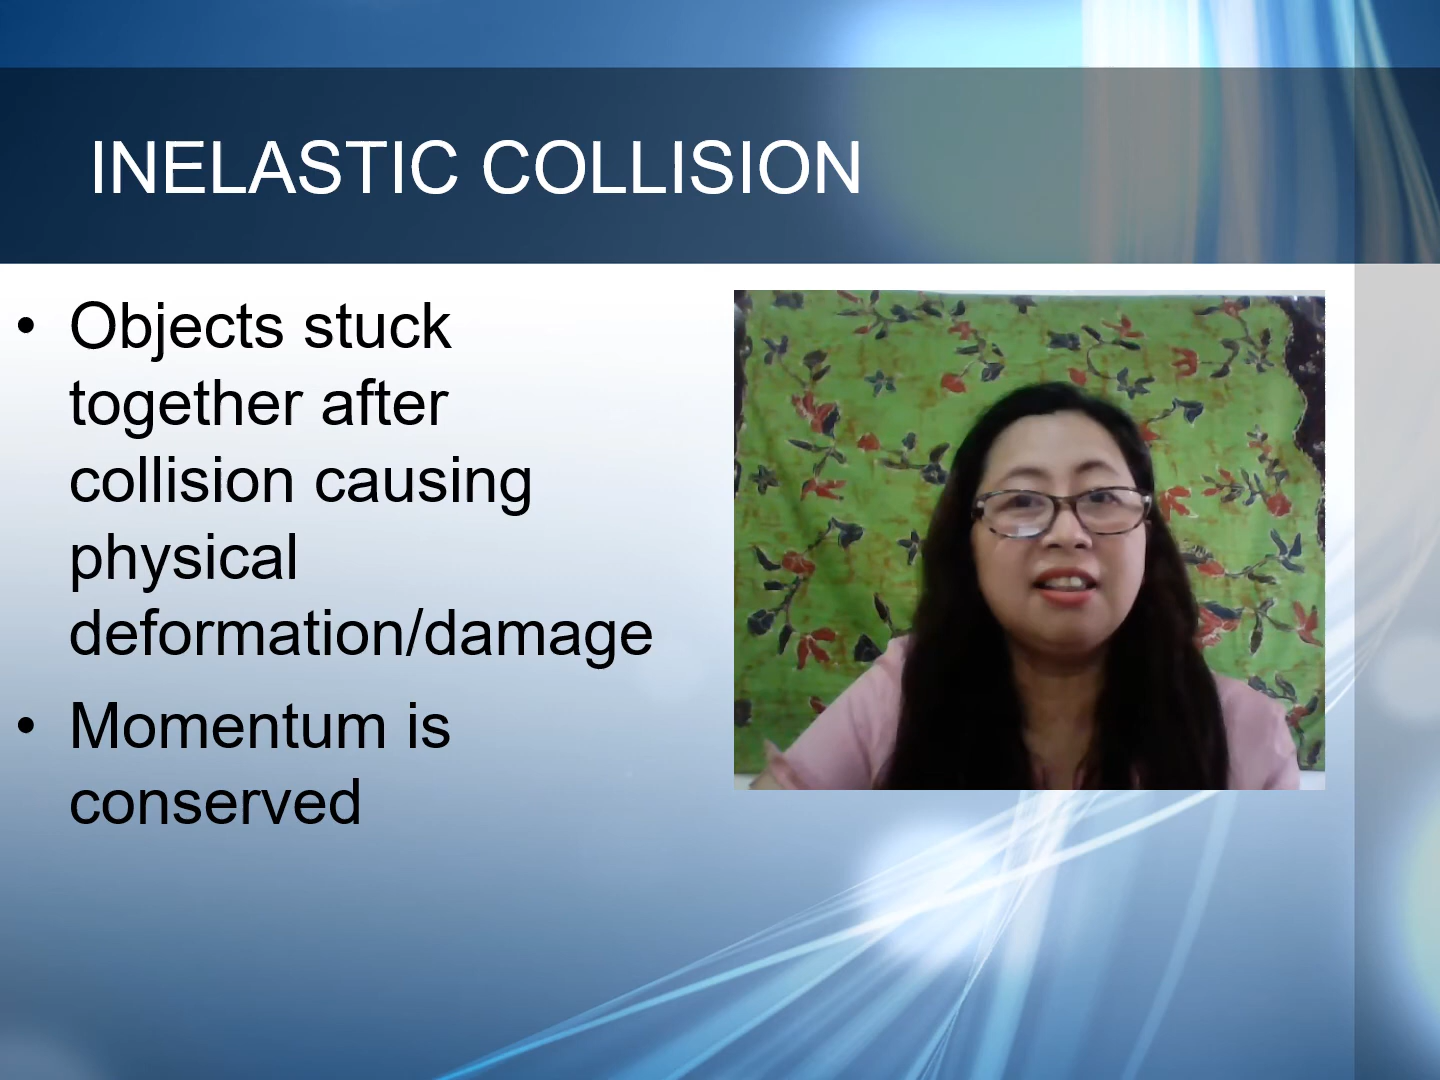 INELASTIC COLLISION
• Objects stuck
together after
collision causing
physical
deformation/damage
• Momentum is
conserved